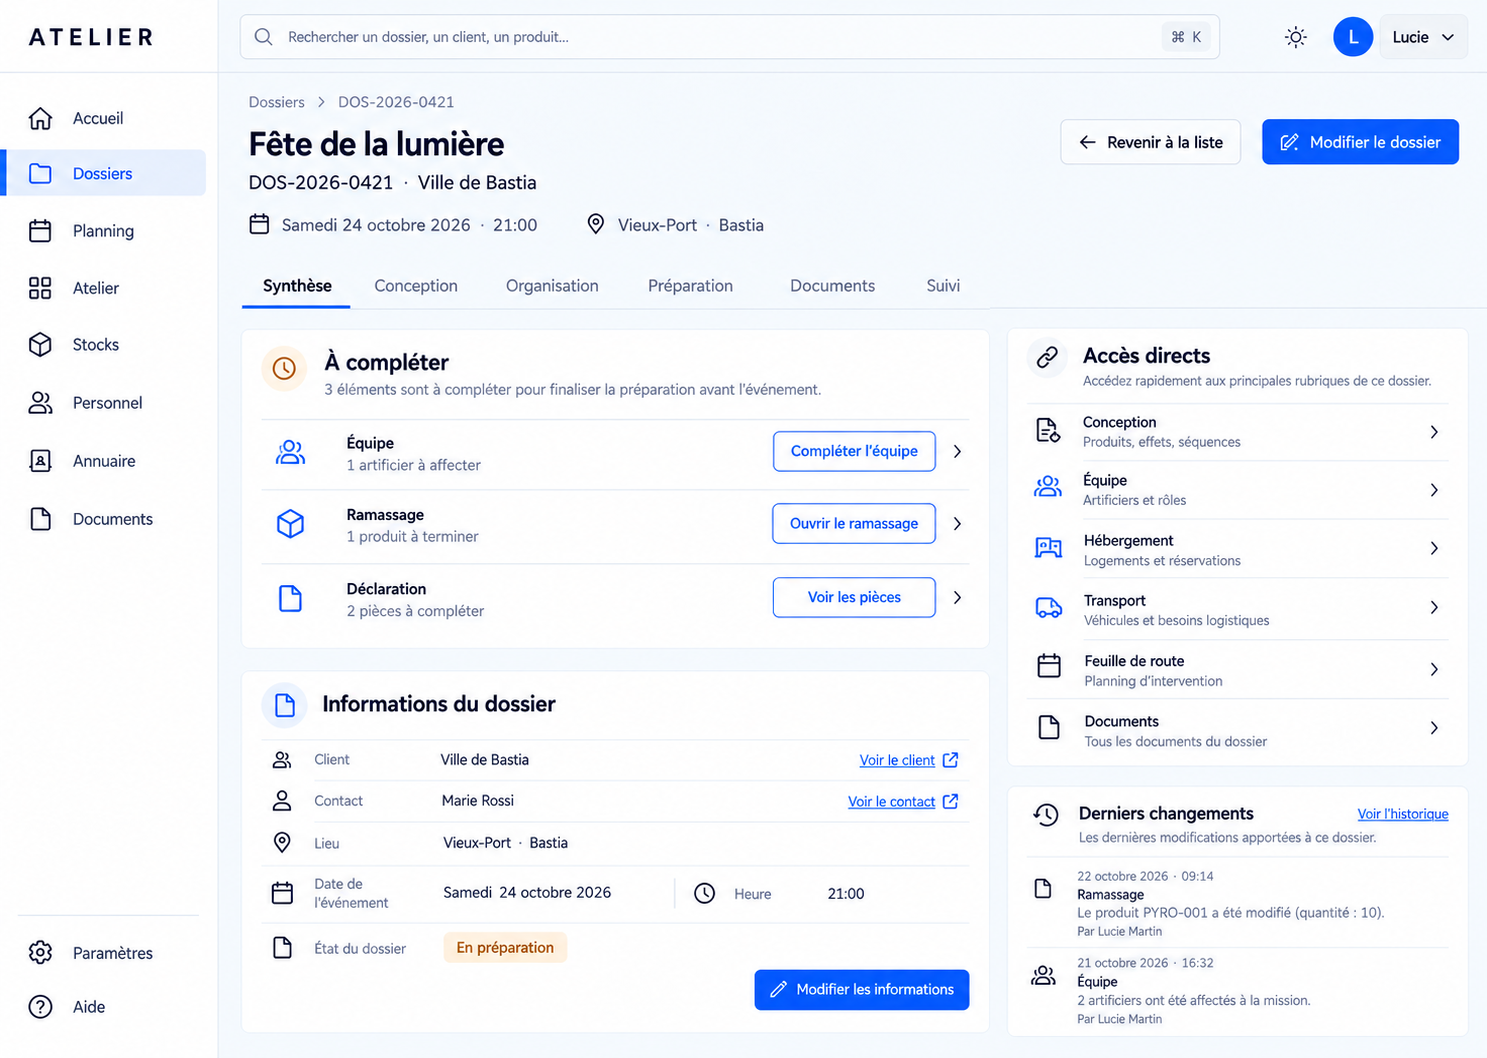 ATELIER
Rechercher un dossier, un client, un produit...
⌘ K
L
Lucie
Accueil
Dossiers
Planning
Atelier
Stocks
Personnel
Annuaire
Documents
Paramètres
Aide
Dossiers > DOS-2026-0421
Fête de la lumière
DOS-2026-0421 · Ville de Bastia
Samedi 24 octobre 2026 · 21:00
Vieux-Port · Bastia
Revenir à la liste
Modifier le dossier
Synthèse
Conception
Organisation
Préparation
Documents
Suivi
À compléter
3 éléments sont à compléter pour finaliser la préparation avant l'événement.
Équipe
1 artificier à affecter
Compléter l'équipe
Ramassage
1 produit à terminer
Ouvrir le ramassage
Déclaration
2 pièces à compléter
Voir les pièces
Informations du dossier
Client
Ville de Bastia
Voir le client
Contact
Marie Rossi
Voir le contact
Lieu
Vieux-Port · Bastia
Date de
l'événement
Samedi 24 octobre 2026
Heure
21:00
État du dossier
En préparation
Modifier les informations
Accès directs
Accédez rapidement aux principales rubriques de ce dossier.
Conception
Produits, effets, séquences
Équipe
Artificiers et rôles
Hébergement
Logements et réservations
Transport
Véhicules et besoins logistiques
Feuille de route
Planning d'intervention
Documents
Tous les documents du dossier
Derniers changements
Voir l'historique
Les dernières modifications apportées à ce dossier.
22 octobre 2026 · 09:14
Ramassage
Le produit PYRO-001 a été modifié (quantité : 10).
Par Lucie Martin
21 octobre 2026 · 16:32
Équipe
2 artificiers ont été affectés à la mission.
Par Lucie Martin